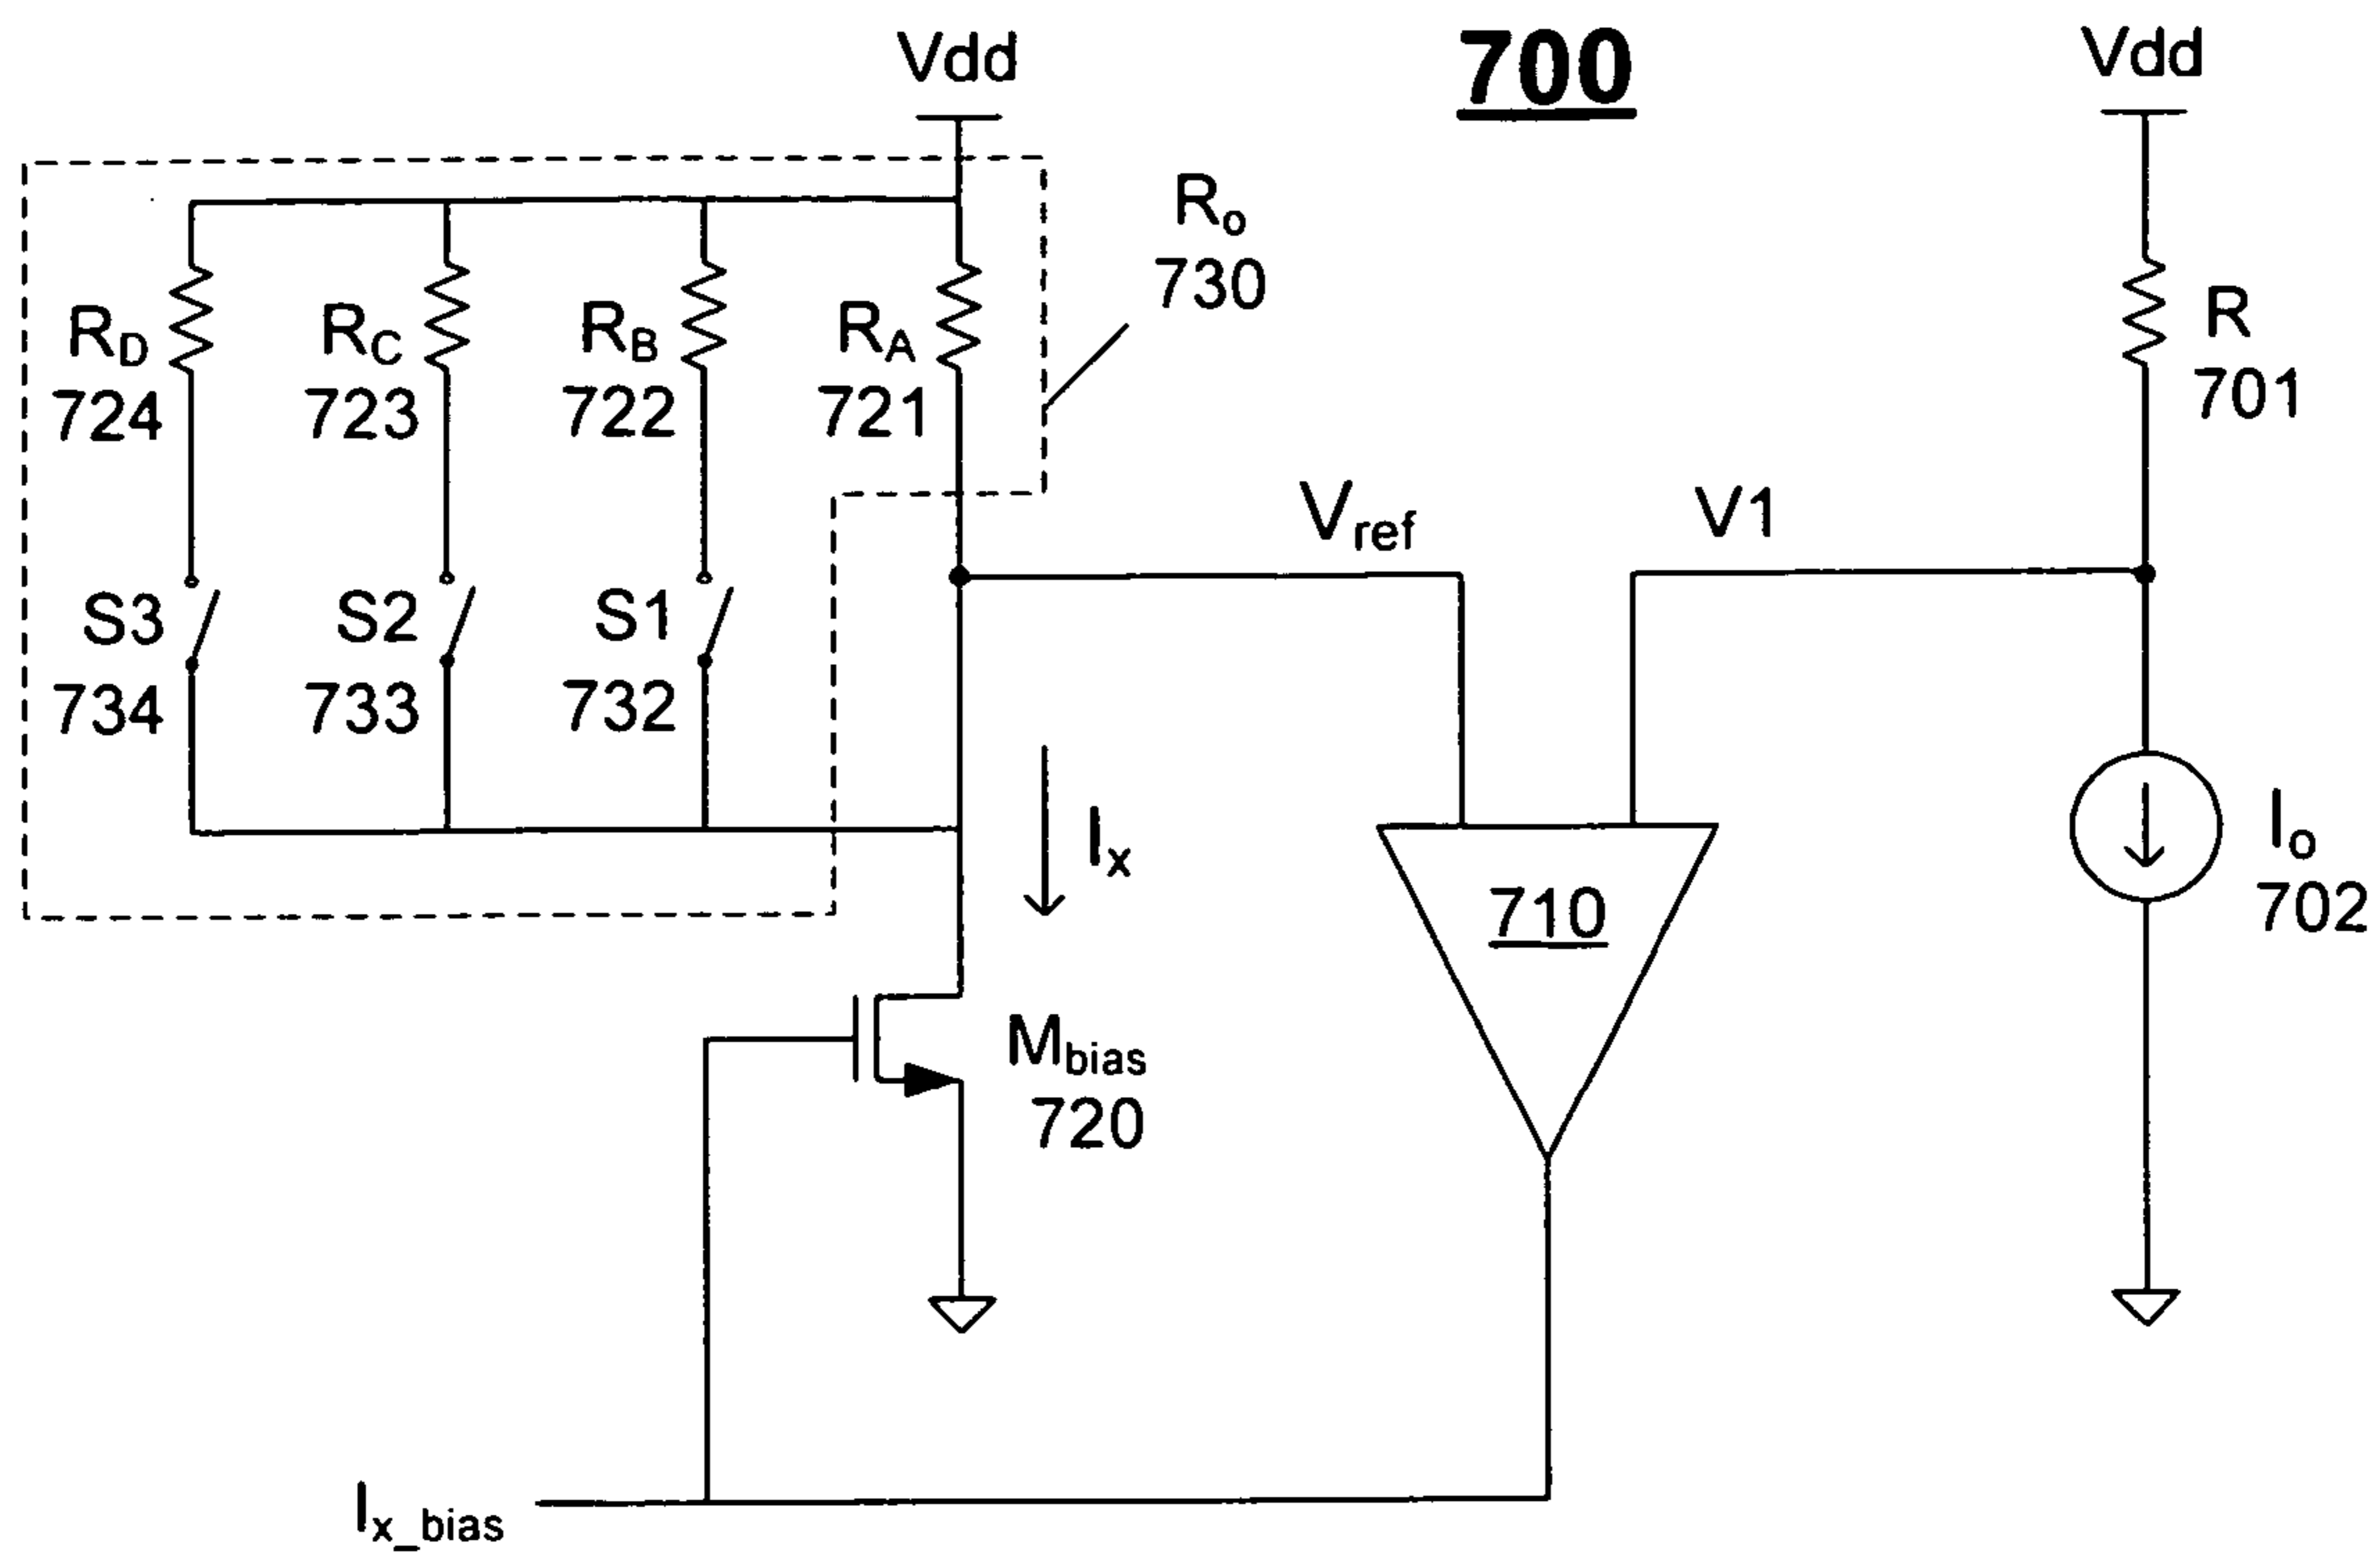 Vdd
700
Vdd
Ro
730
RD
724
RC
723
RB
722
RA
721
R
701
Vref
V1
S3
734
S2
733
S1
732
Ix
710
Io
702
Mbias
720
Ix_bias